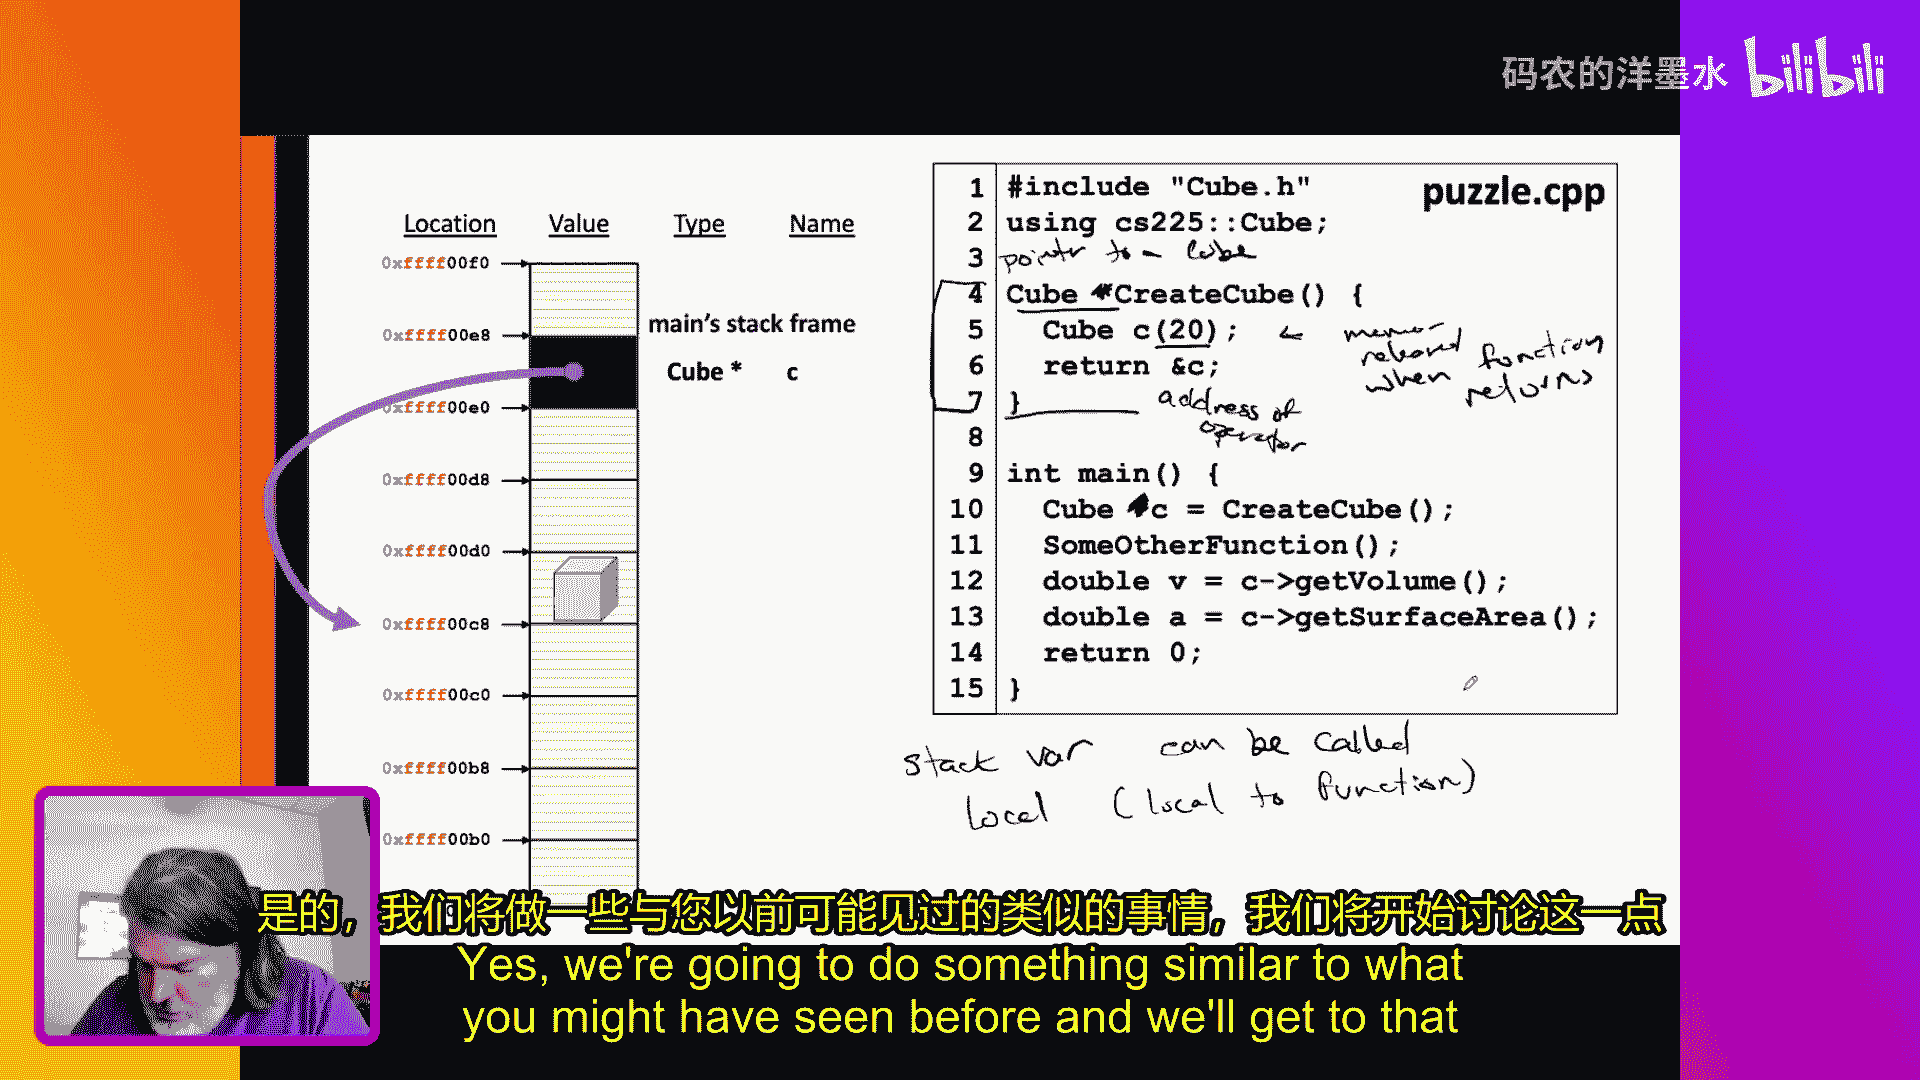 码农的洋墨水 bilibili
Location Value Type Name
0xffff00f0
main's stack frame
0xffff00e8
Cube * c
0xffff00e0
0xffff00d8
0xffff00d0
0xffff00c8
0xffff00c0
0xffff00b8
0xffff00b0
puzzle.cpp
1 #include "Cube.h"
2 using cs225::Cube;
3
pointr to - Cube
4 Cube *CreateCube() {
5 Cube c(20); ←
6 return &c;
7 }
released
when function
returns
address of
operator
8
9 int main() {
10 Cube *c = CreateCube();
11 SomeOtherFunction();
12 double v = c->getVolume();
13 double a = c->getSurfaceArea();
14 return 0;
15 }
stack var can be called
local (local to function)
是的，我们将做一些与您以前可能见过的类似的事情，我们将开始讨论这一点
Yes, we're going to do something similar to what
you might have seen before and we'll get to that